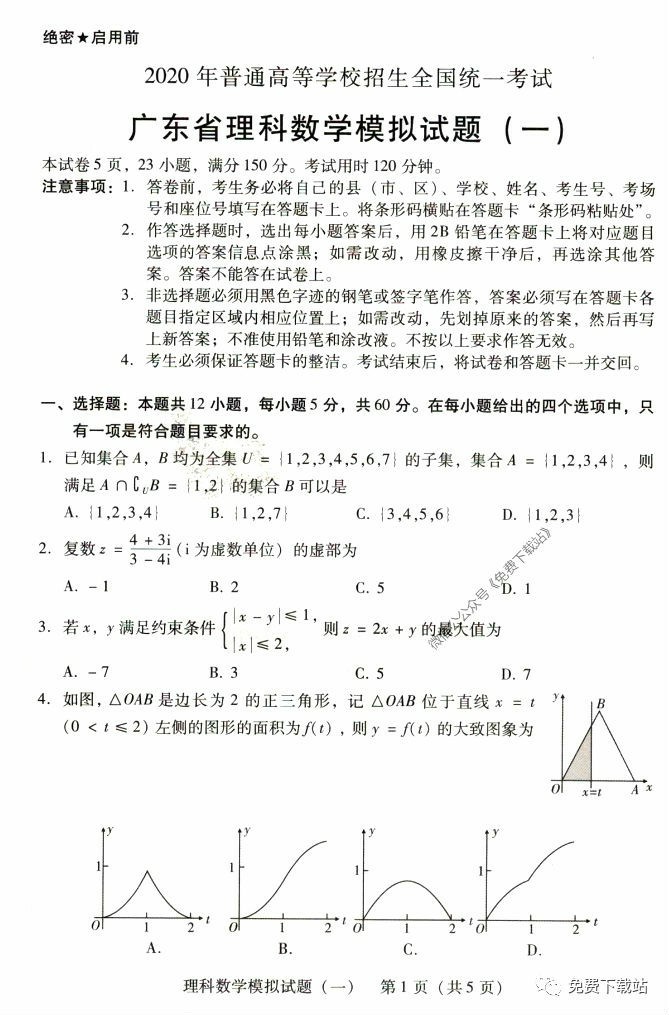 绝密★启用前
2020 年普通高等学校招生全国统一考试
广东省理科数学模拟试题（一）
本试卷 5 页，23 小题，满分 150 分。考试用时 120 分钟。
注意事项：1. 答卷前，考生务必将自己的县（市、区）、学校、姓名、考生号、考场
号和座位号填写在答题卡上。将条形码横贴在答题卡“条形码粘贴处”。
2. 作答选择题时，选出每小题答案后，用 2B 铅笔在答题卡上将对应题目
选项的答案信息点涂黑；如需改动，用橡皮擦干净后，再选涂其他答
案。答案不能答在试卷上。
3. 非选择题必须用黑色字迹的钢笔或签字笔作答，答案必须写在答题卡各
题目指定区域内相应位置上；如需改动，先划掉原来的答案，然后再写
上新答案；不准使用铅笔和涂改液。不按以上要求作答无效。
4. 考生必须保证答题卡的整洁。考试结束后，将试卷和答题卡一并交回。
一、选择题：本题共 12 小题，每小题 5 分，共 60 分。在每小题给出的四个选项中，只
有一项是符合题目要求的。
1. 已知集合 A，B 均为全集 U = {1,2,3,4,5,6,7} 的子集，集合 A = {1,2,3,4}，则
满足 A ∩ ∁UB = {1,2} 的集合 B 可以是
A. {1,2,3,4} B. {1,2,7} C. {3,4,5,6} D. {1,2,3}
2. 复数 z = (4 + 3i)/(3 - 4i) (i 为虚数单位）的虚部为
A. -1 B. 2 C. 5 D. 1
微信公众号《免费下载站》
3. 若 x，y 满足约束条件 { |x - y| ≤ 1, |x| ≤ 2, 则 z = 2x + y 的最大值为
A. -7 B. 3 C. 5 D. 7
4. 如图，△OAB 是边长为 2 的正三角形，记 △OAB 位于直线 x = t
(0 < t ≤ 2) 左侧的图形的面积为 f(t)，则 y = f(t) 的大致图象为
y B
O x=t A x
y y y y
1 1 1 1
O 1 2 t O 1 2 t O 1 2 t O 1 2 t
A. B. C. D.
理科数学模拟试题（一） 第 1 页（共 5 页）
免费下载站